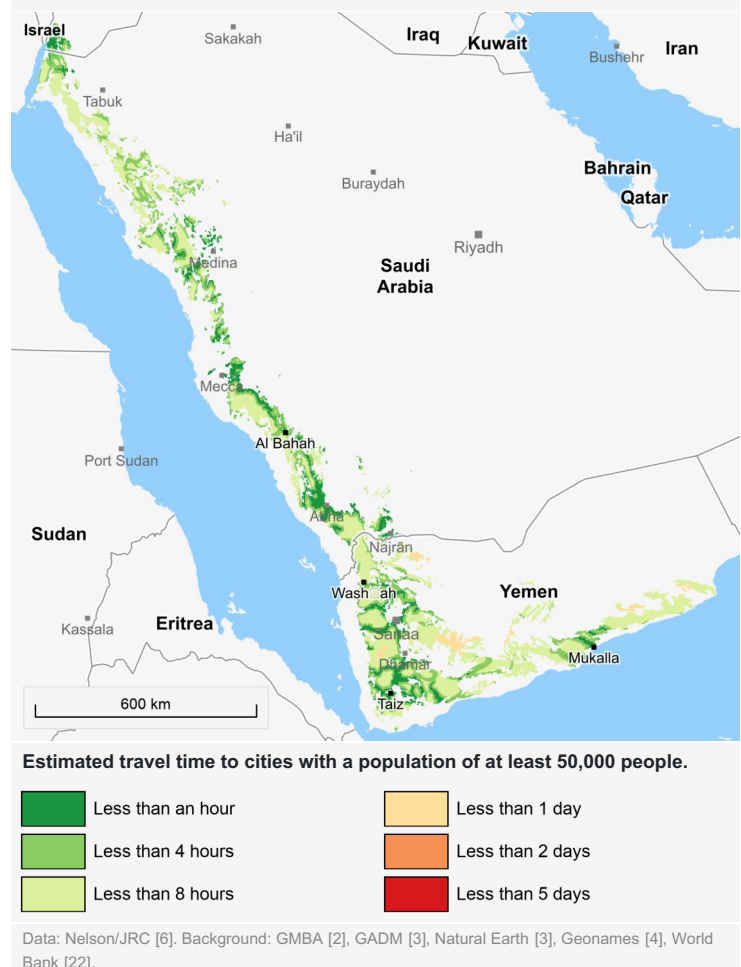 Israel
Sakakah
Iraq
Kuwait
Bushehr
Iran
Tabuk
Ha'il
Buraydah
Bahrain
Qatar
Medina
Riyadh
Saudi
Arabia
Mecca
Al Bahah
Port Sudan
Abha
Sudan
Najrān
Wash□ah
Yemen
Kassala
Eritrea
Sanaa
Dhamar
Mukalla
Taiz
600 km
Estimated travel time to cities with a population of at least 50,000 people.
Less than an hour
Less than 1 day
Less than 4 hours
Less than 2 days
Less than 8 hours
Less than 5 days
Data: Nelson/JRC [6]. Background: GMBA [2], GADM [3], Natural Earth [3], Geonames [4], World
Bank [22].